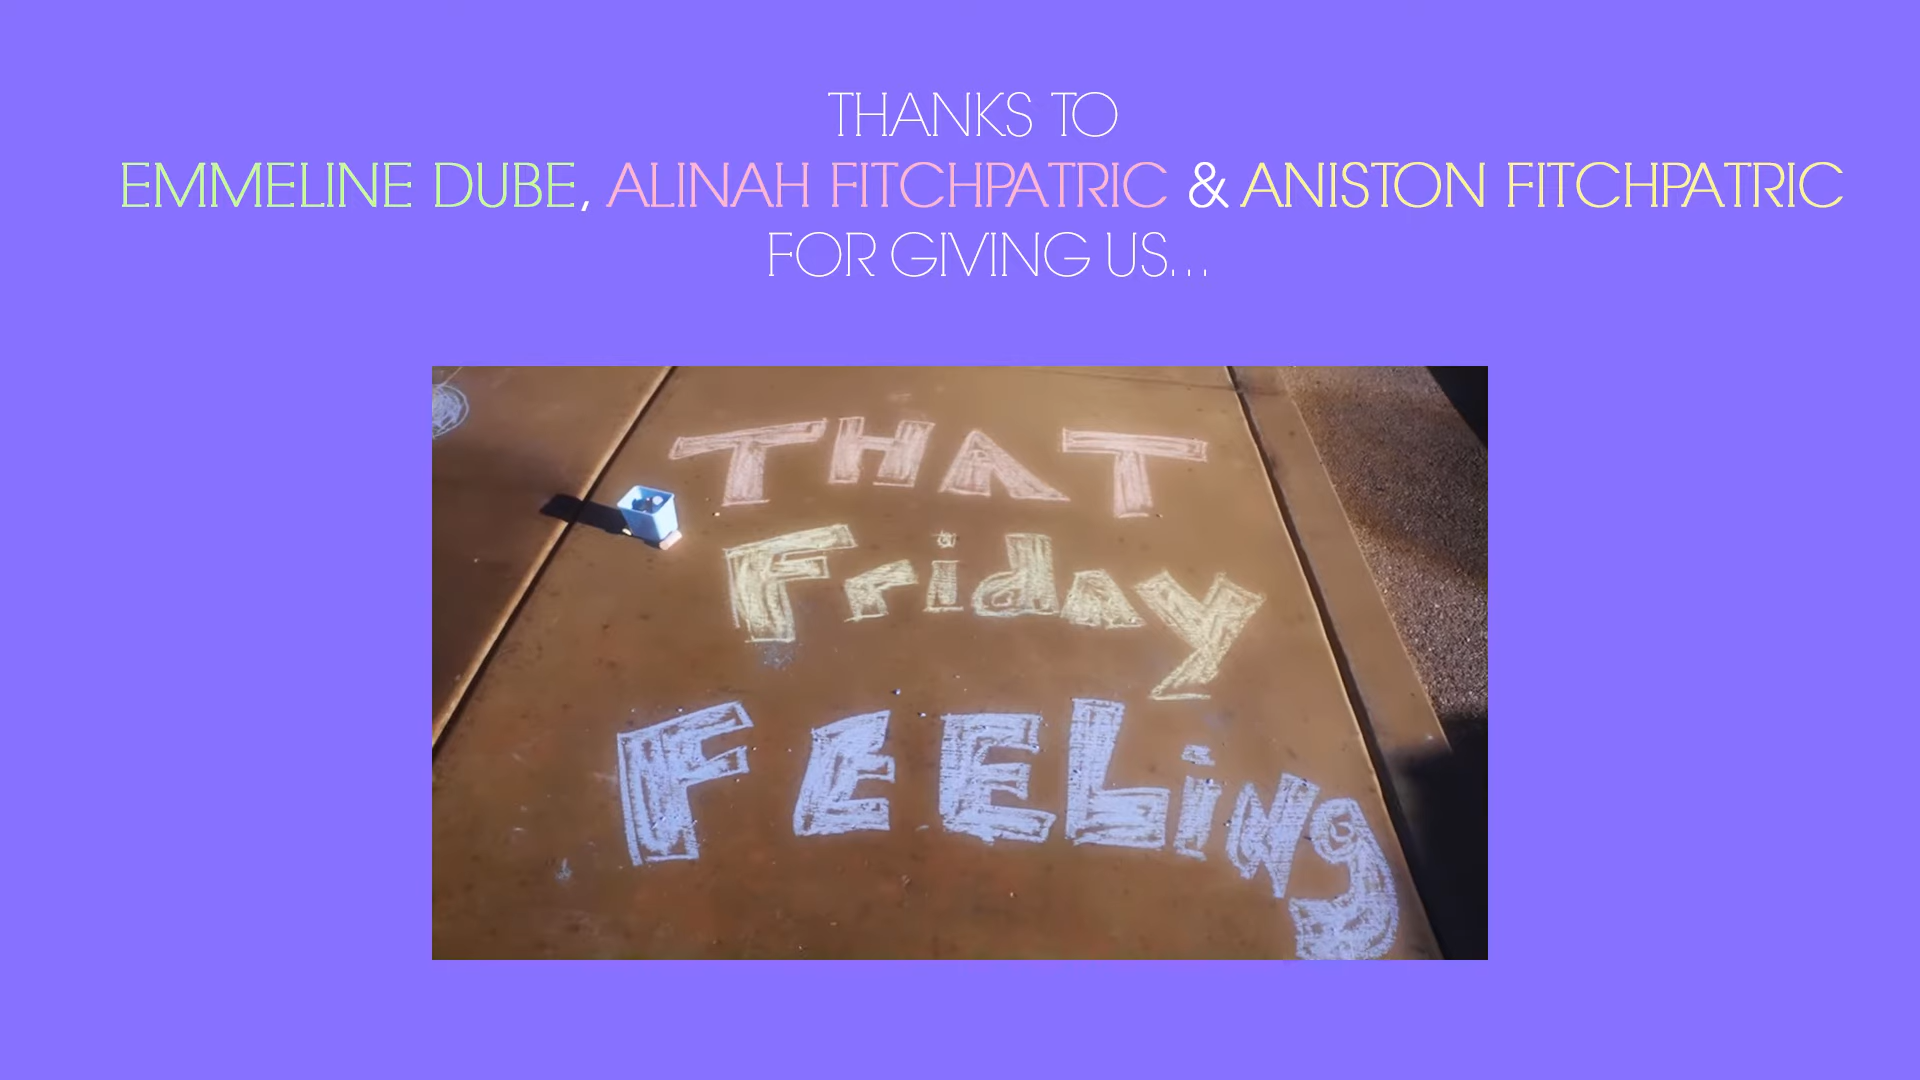 THANKS TO
EMMELINE DUBE, ALINAH FITCHPATRIC & ANISTON FITCHPATRIC
FOR GIVING US...
THAT
Friday
FEELiNg